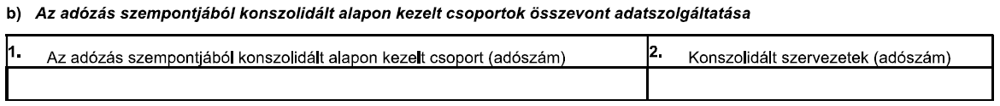 b) Az adózás szempontjából konszolidált alapon kezelt csoportok összevont adatszolgáltatása
1. Az adózás szempontjából konszolidált alapon kezelt csoport (adószám) 2. Konszolidált szervezetek (adószám)